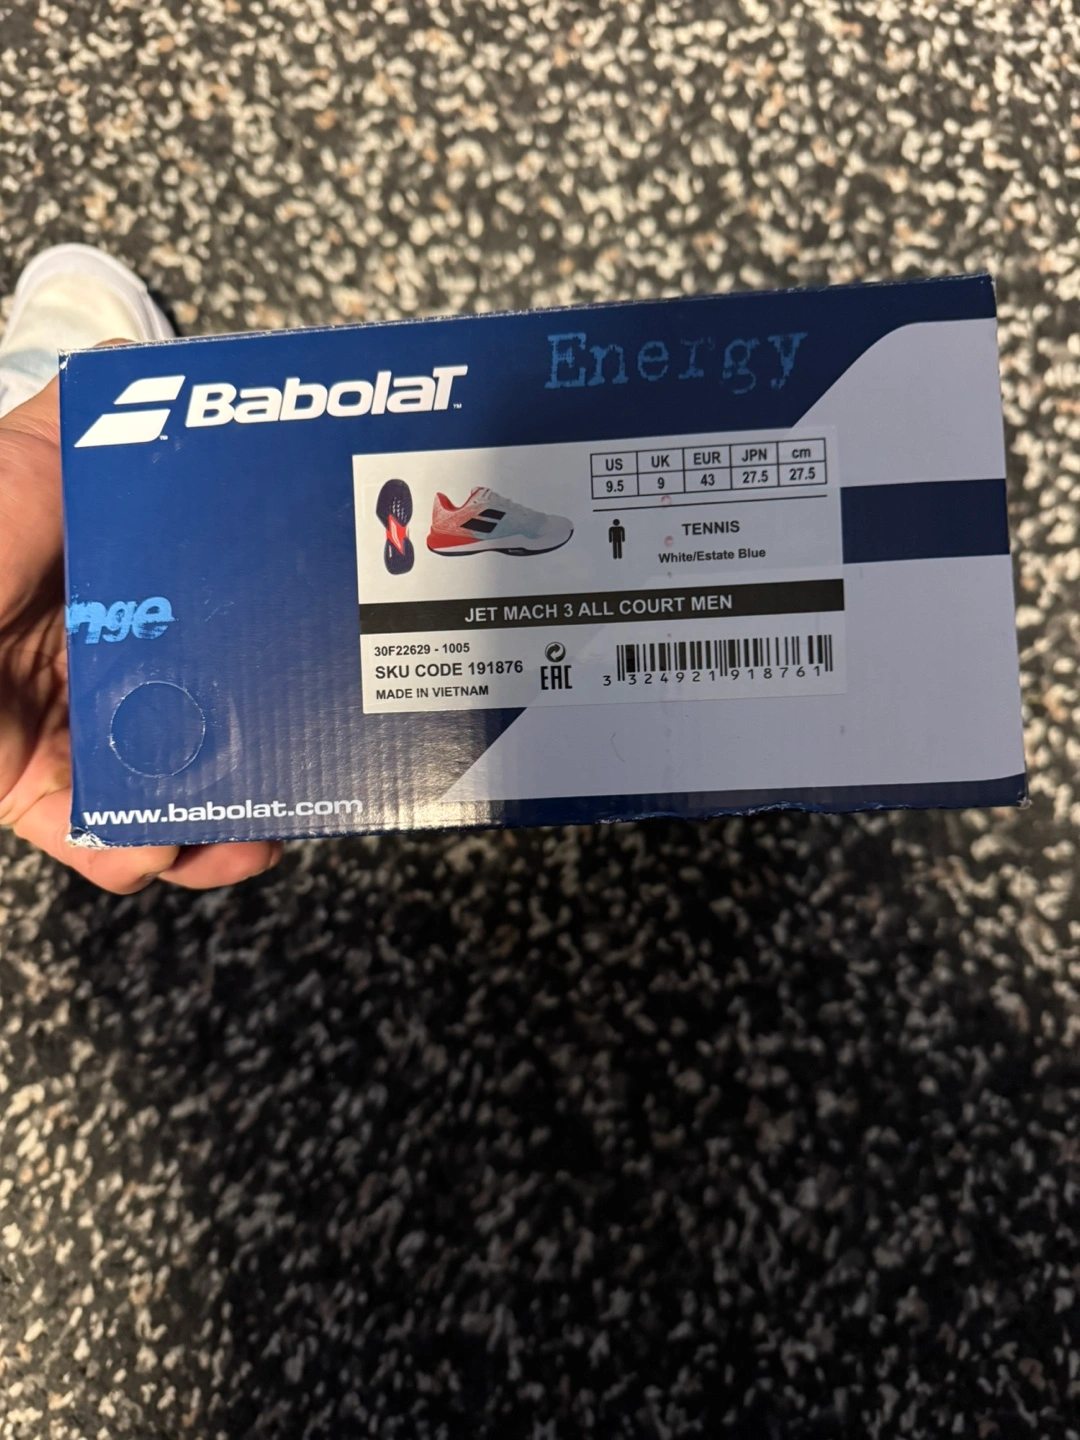 BabolaT™
Energy
US UK EUR JPN cm
9.5 9 43 27.5 27.5
TENNIS
White/Estate Blue
JET MACH 3 ALL COURT MEN
30F22629 - 1005
SKU CODE 191876
MADE IN VIETNAM
EAC
3 324921 918761
nge
www.babolat.com